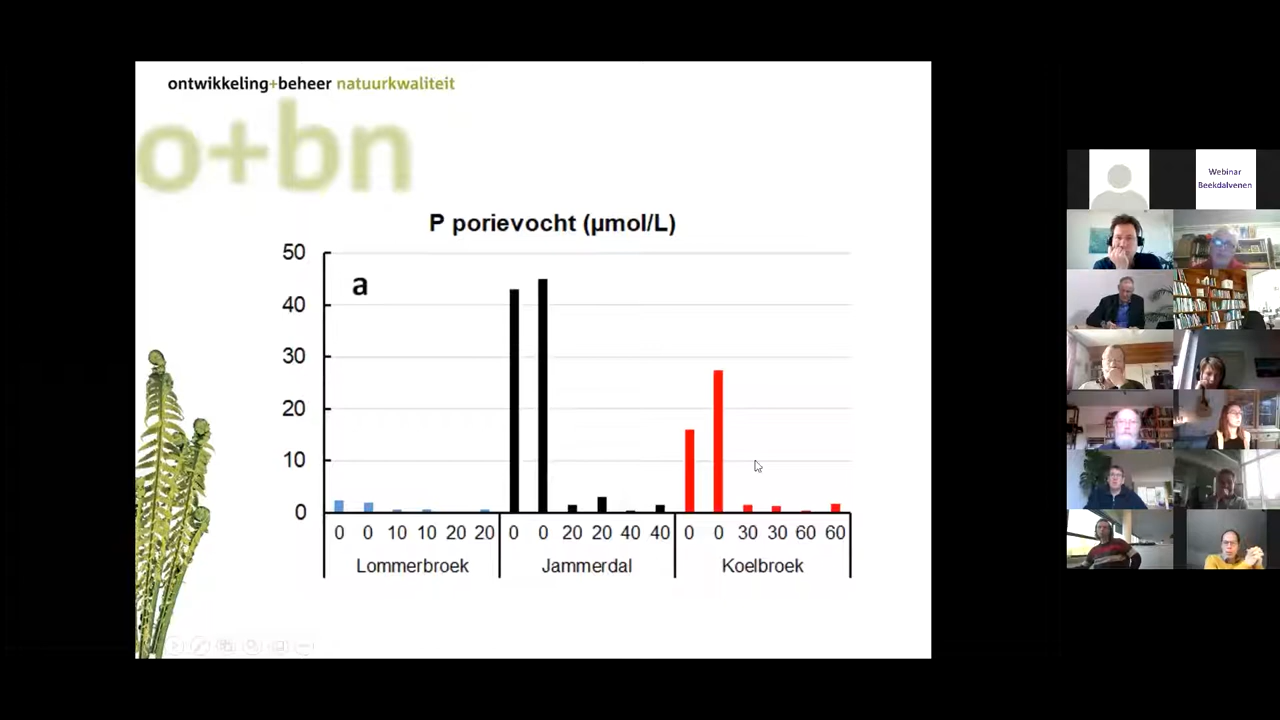 ontwikkeling+beheer natuurkwaliteit
o+bn
P porievocht (µmol/L)
a
50
40
30
20
10
0
0 0 10 10 20 20 0 0 20 20 40 40 0 0 30 30 60 60
Lommerbroek Jammerdal Koelbroek
Webinar
Beekdalvenen